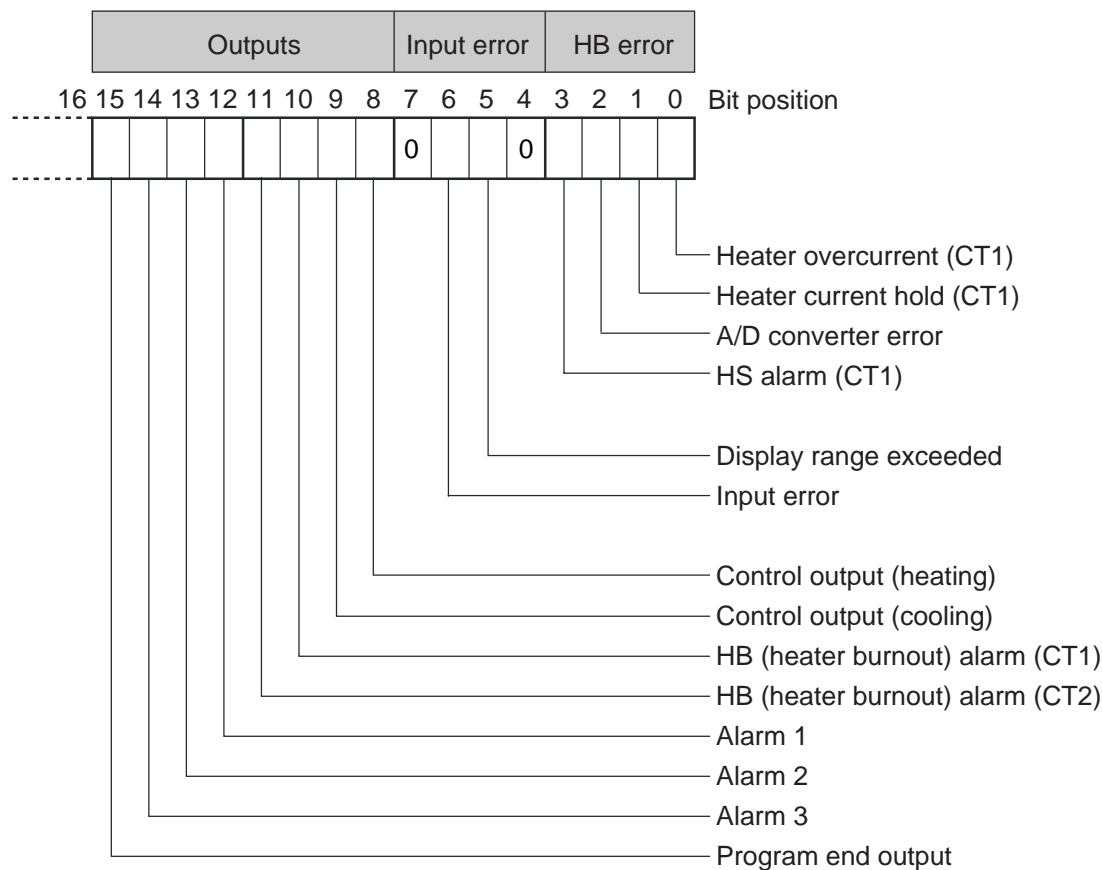 Outputs Input error HB error
16 15 14 13 12 11 10 9 8 7 6 5 4 3 2 1 0 Bit position
0 0
Heater overcurrent (CT1)
Heater current hold (CT1)
A/D converter error
HS alarm (CT1)
Display range exceeded
Input error
Control output (heating)
Control output (cooling)
HB (heater burnout) alarm (CT1)
HB (heater burnout) alarm (CT2)
Alarm 1
Alarm 2
Alarm 3
Program end output